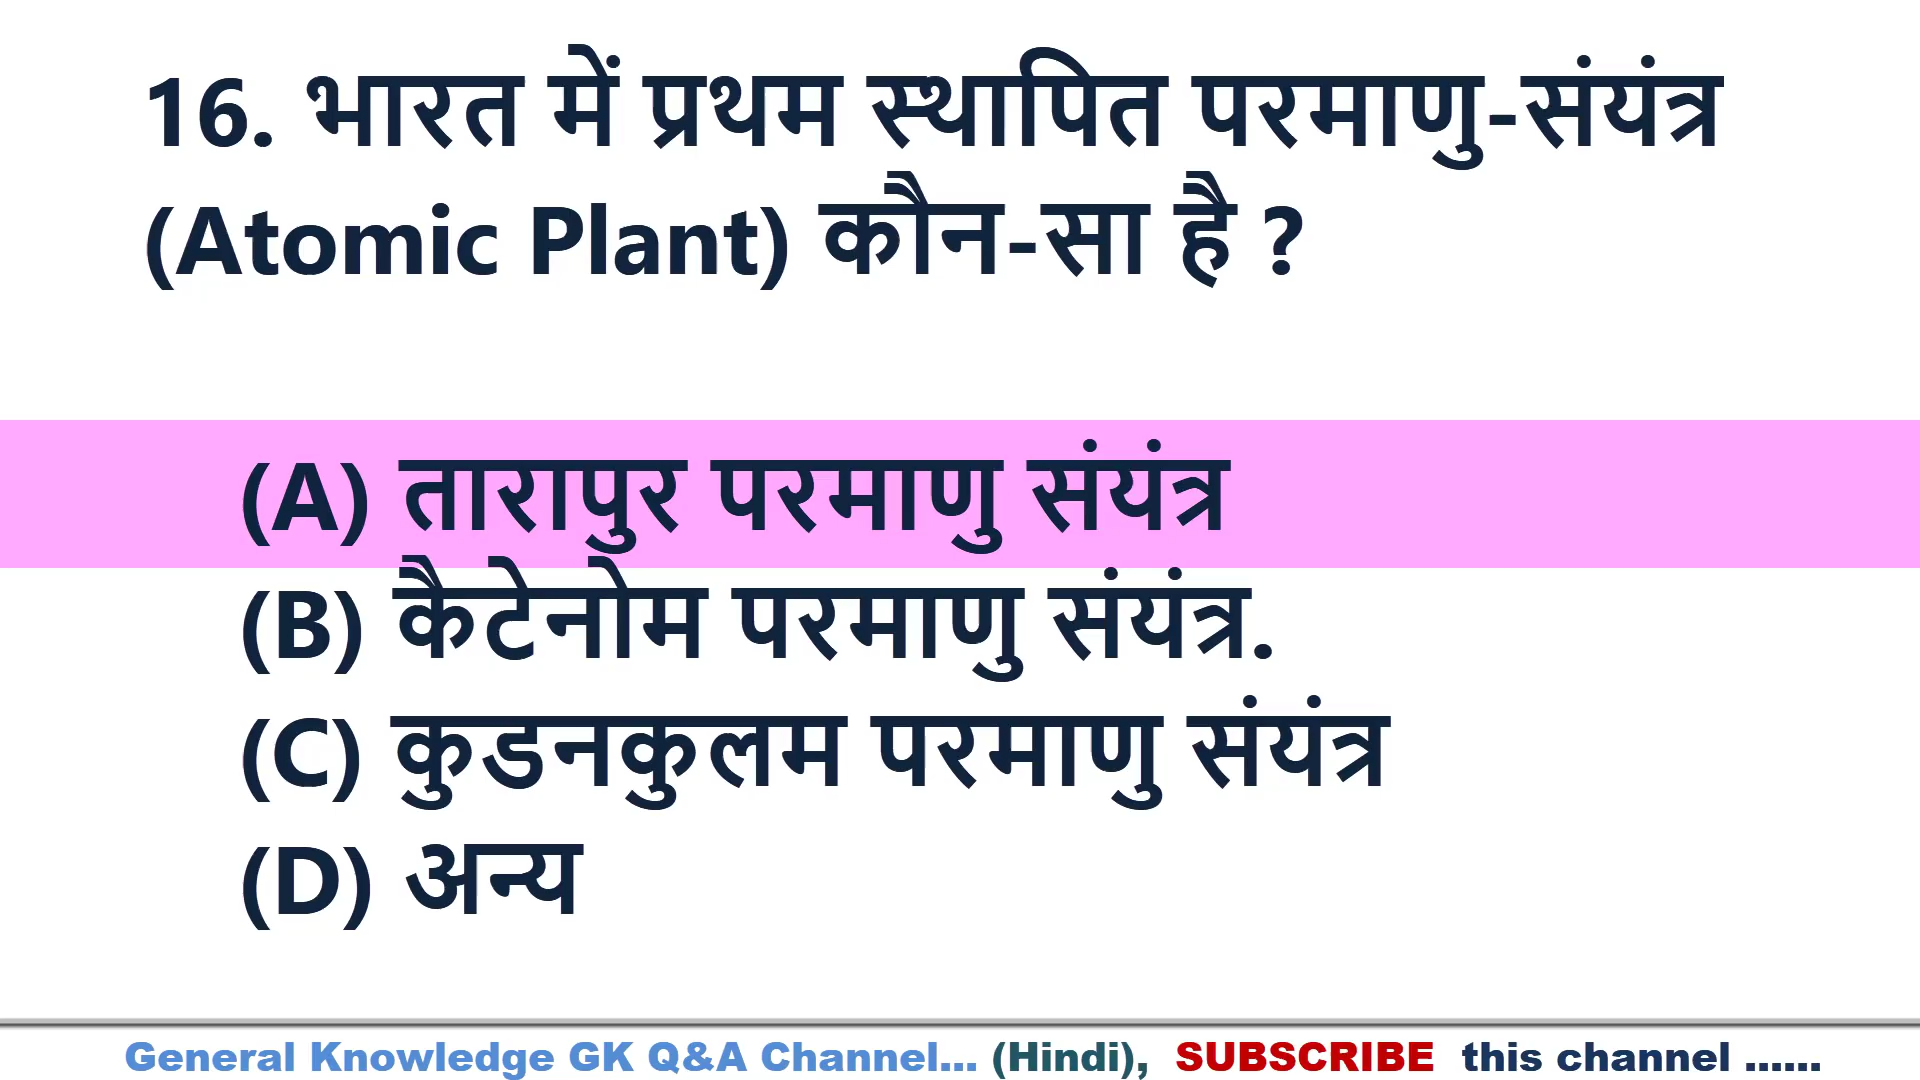 16. भारत में प्रथम स्थापित परमाणु-संयंत्र
(Atomic Plant) कौन-सा है ?
(A) तारापुर परमाणु संयंत्र
(B) कैटेनोम परमाणु संयंत्र.
(C) कुडनकुलम परमाणु संयंत्र
(D) अन्य
General Knowledge GK Q&A Channel... (Hindi), SUBSCRIBE this channel ......